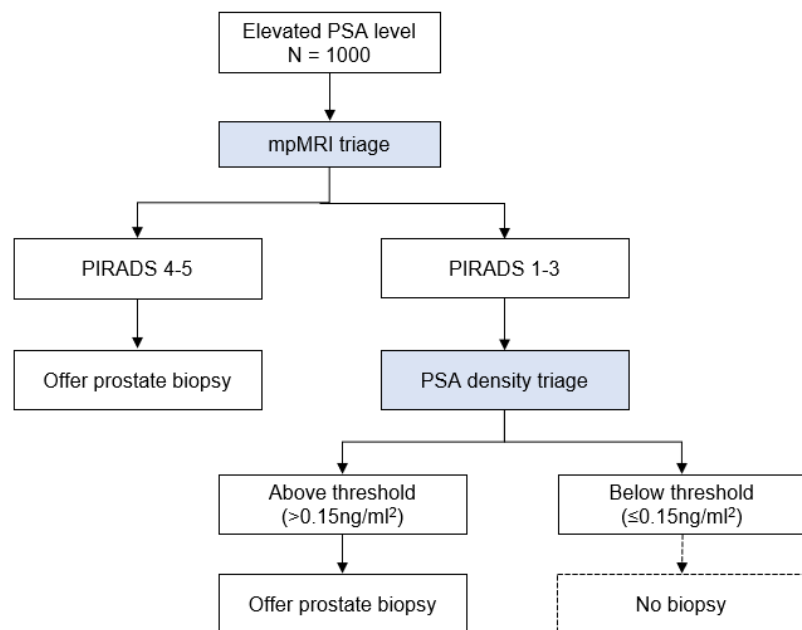 Elevated PSA level
N = 1000
mpMRI triage
PIRADS 4-5
PIRADS 1-3
Offer prostate biopsy
PSA density triage
Above threshold
(>0.15ng/ml²)
Below threshold
(≤0.15ng/ml²)
Offer prostate biopsy
No biopsy